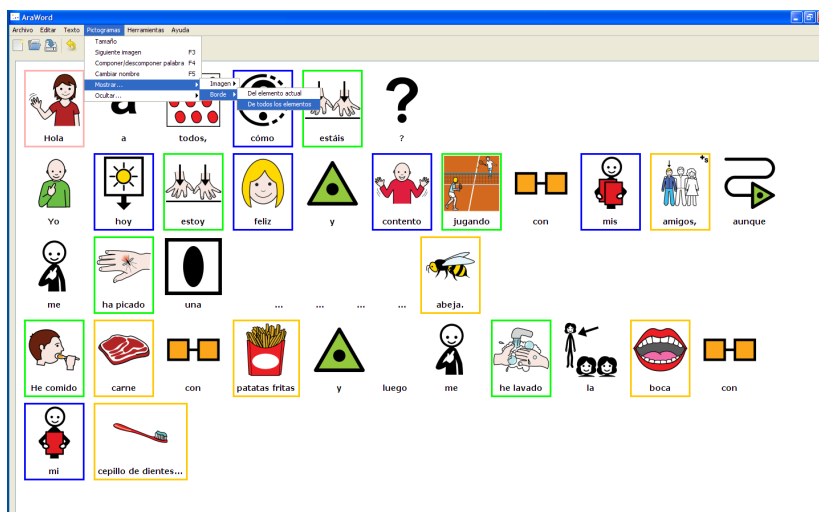 AraWord
Archivo Editar Texto Pictogramas Herramientas Ayuda
Tamaño
Siguiente imagen F3
Componer/descomponer palabra F4
Cambiar nombre F5
Mostrar...
Ocultar...
Imagen
Borde
Del elemento actual
De todos los elementos
Hola a todos, cómo estáis ?
Yo hoy estoy feliz y contento jugando con mis amigos, aunque
me ha picado una ... ... ... ... abeja.
He comido carne con patatas fritas y luego me he lavado la boca con
mi cepillo de dientes...